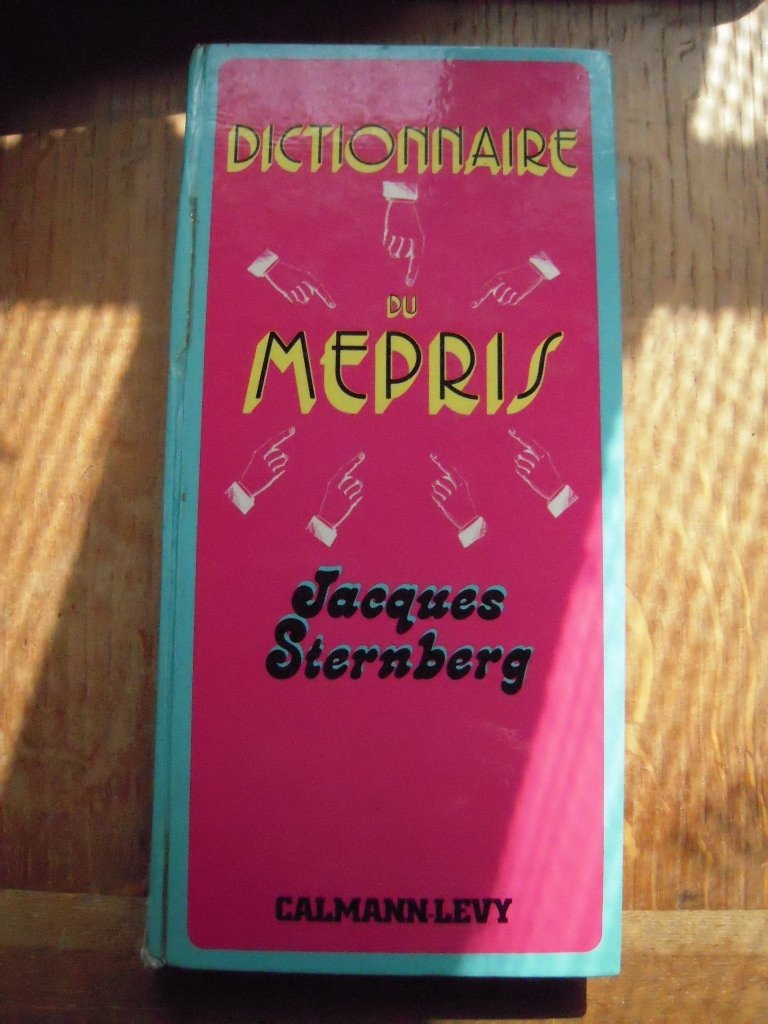 DICTIONNAIRE
DU
MEPRIS
Jacques
Sternberg
CALMANN-LEVY